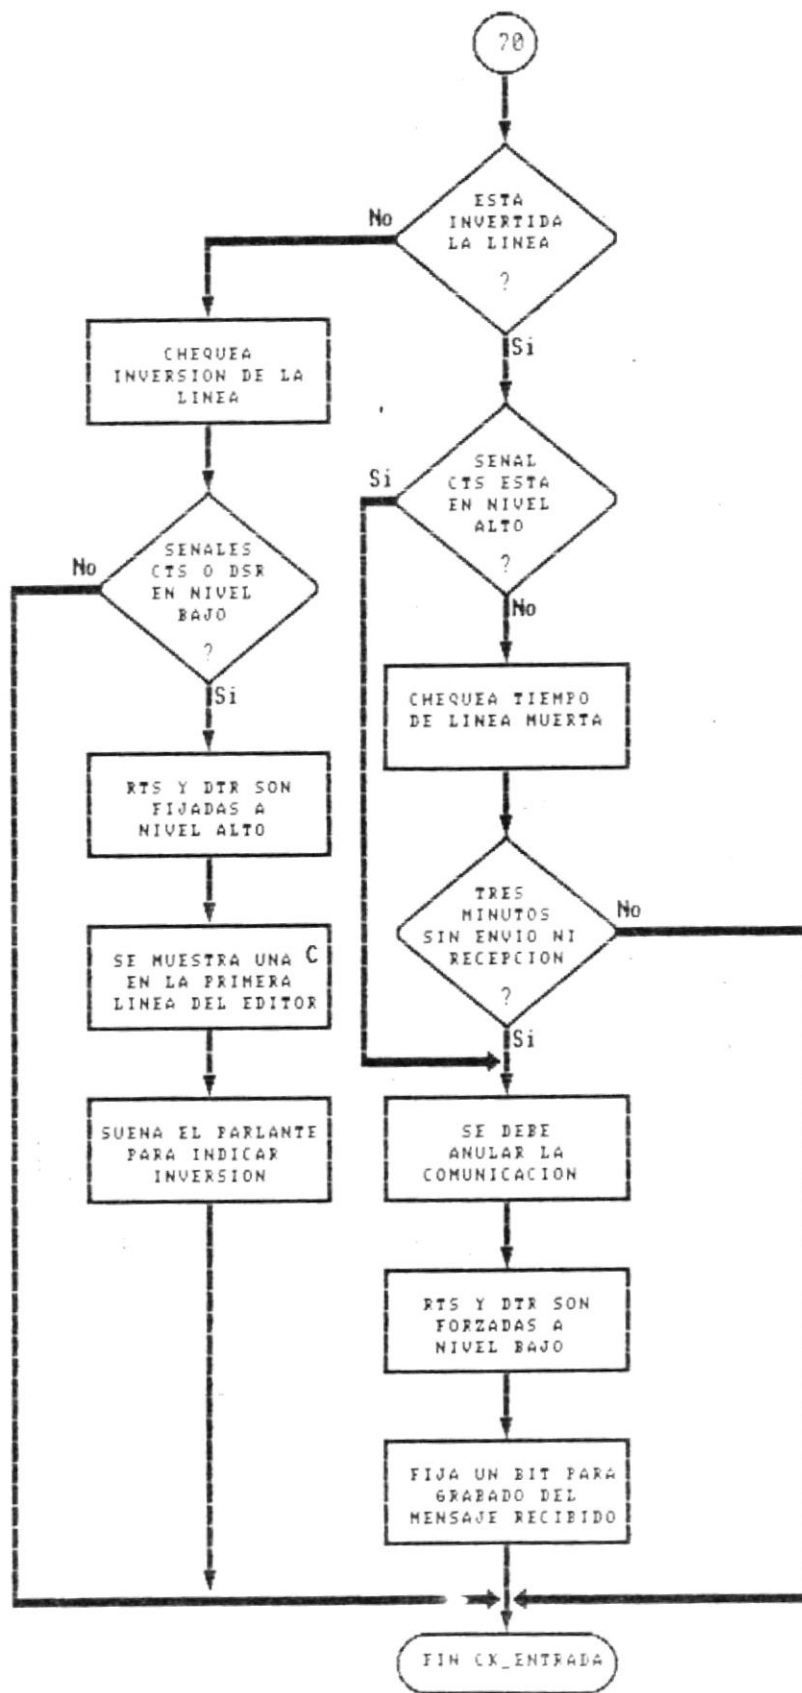 20
ESTA
INVERTIDA
LA LINEA
?
No
Si
CHEQUEA
INVERSION DE LA
LINEA
SENALES
CTS O DSR
EN NIVEL
BAJO
?
No
Si
RTS Y DTR SON
FIJADAS A
NIVEL ALTO
SE MUESTRA UNA C
EN LA PRIMERA
LINEA DEL EDITOR
SUENA EL PARLANTE
PARA INDICAR
INVERSION
SENAL
CTS ESTA
EN NIVEL
ALTO
?
Si
No
CHEQUEA TIEMPO
DE LINEA MUERTA
TRES
MINUTOS
SIN ENVIO NI
RECEPCION
?
No
Si
SE DEBE
ANULAR LA
COMUNICACION
RTS Y DTR SON
FORZADAS A
NIVEL BAJO
FIJA UN BIT PARA
GRABADO DEL
MENSAJE RECIBIDO
FIN CK_ENTRADA